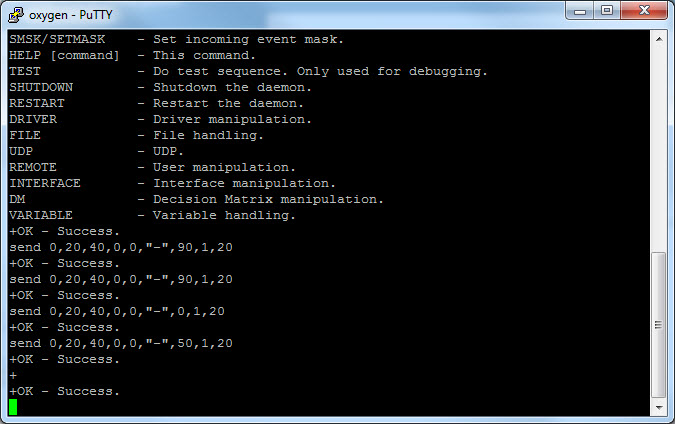 oxygen - PuTTY
SMSK/SETMASK - Set incoming event mask.
HELP [command] - This command.
TEST - Do test sequence. Only used for debugging.
SHUTDOWN - Shutdown the daemon.
RESTART - Restart the daemon.
DRIVER - Driver manipulation.
FILE - File handling.
UDP - UDP.
REMOTE - User manipulation.
INTERFACE - Interface manipulation.
DM - Decision Matrix manipulation.
VARIABLE - Variable handling.
+OK - Success.
send 0,20,40,0,0,"-",90,1,20
+OK - Success.
send 0,20,40,0,0,"-",90,1,20
+OK - Success.
send 0,20,40,0,0,"-",0,1,20
+OK - Success.
send 0,20,40,0,0,"-",50,1,20
+OK - Success.
+
+OK - Success.